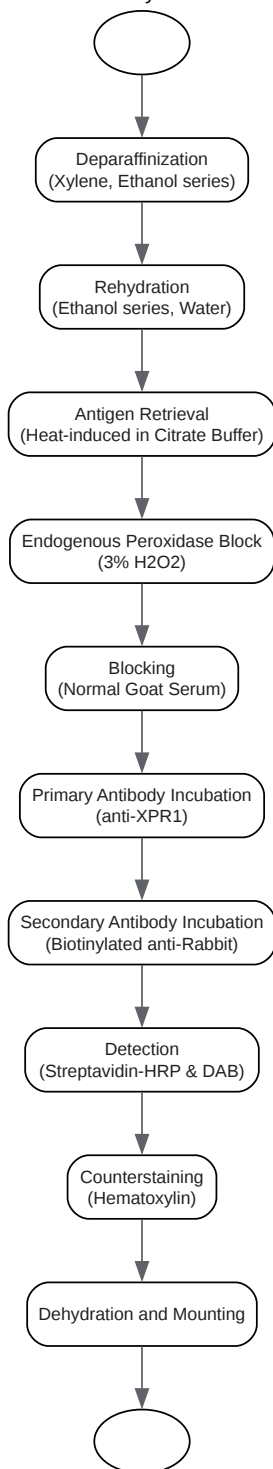 Deparaffinization
(Xylene, Ethanol series)
Rehydration
(Ethanol series, Water)
Antigen Retrieval
(Heat-induced in Citrate Buffer)
Endogenous Peroxidase Block
(3% H2O2)
Blocking
(Normal Goat Serum)
Primary Antibody Incubation
(anti-XPR1)
Secondary Antibody Incubation
(Biotinylated anti-Rabbit)
Detection
(Streptavidin-HRP & DAB)
Counterstaining
(Hematoxylin)
Dehydration and Mounting